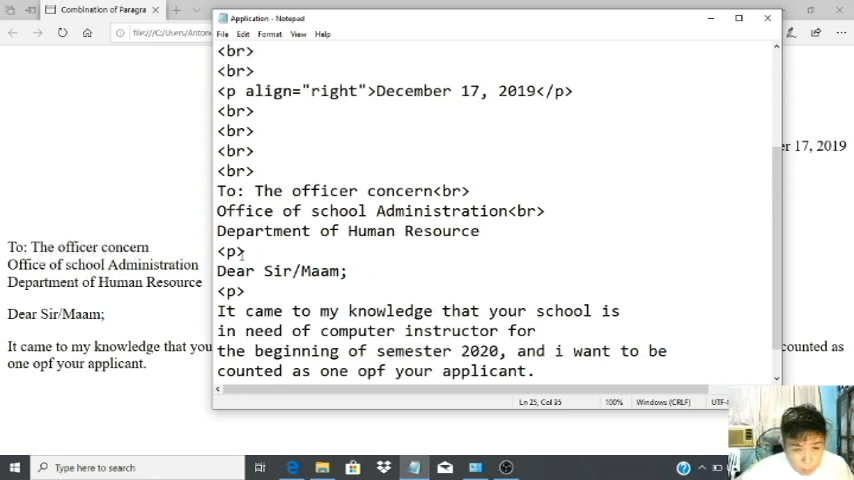 Combination of Paragra
file:///C:/Users/Antone
Application - Notepad
File Edit Format View Help
<br>
<br>
<p align="right">December 17, 2019</p>
<br>
<br>
<br>
<br>
To: The officer concern<br>
Office of school Administration<br>
Department of Human Resource
<p>
Dear Sir/Maam;
<p>
It came to my knowledge that your school is
in need of computer instructor for
the beginning of semester 2020, and i want to be
counted as one opf your applicant.
Ln 25, Col 35 100% Windows (CRLF) UTF-
er 17, 2019
To: The officer concern
Office of school Administration
Department of Human Resource
Dear Sir/Maam;
It came to my knowledge that you
counted as
one opf your applicant.
Type here to search